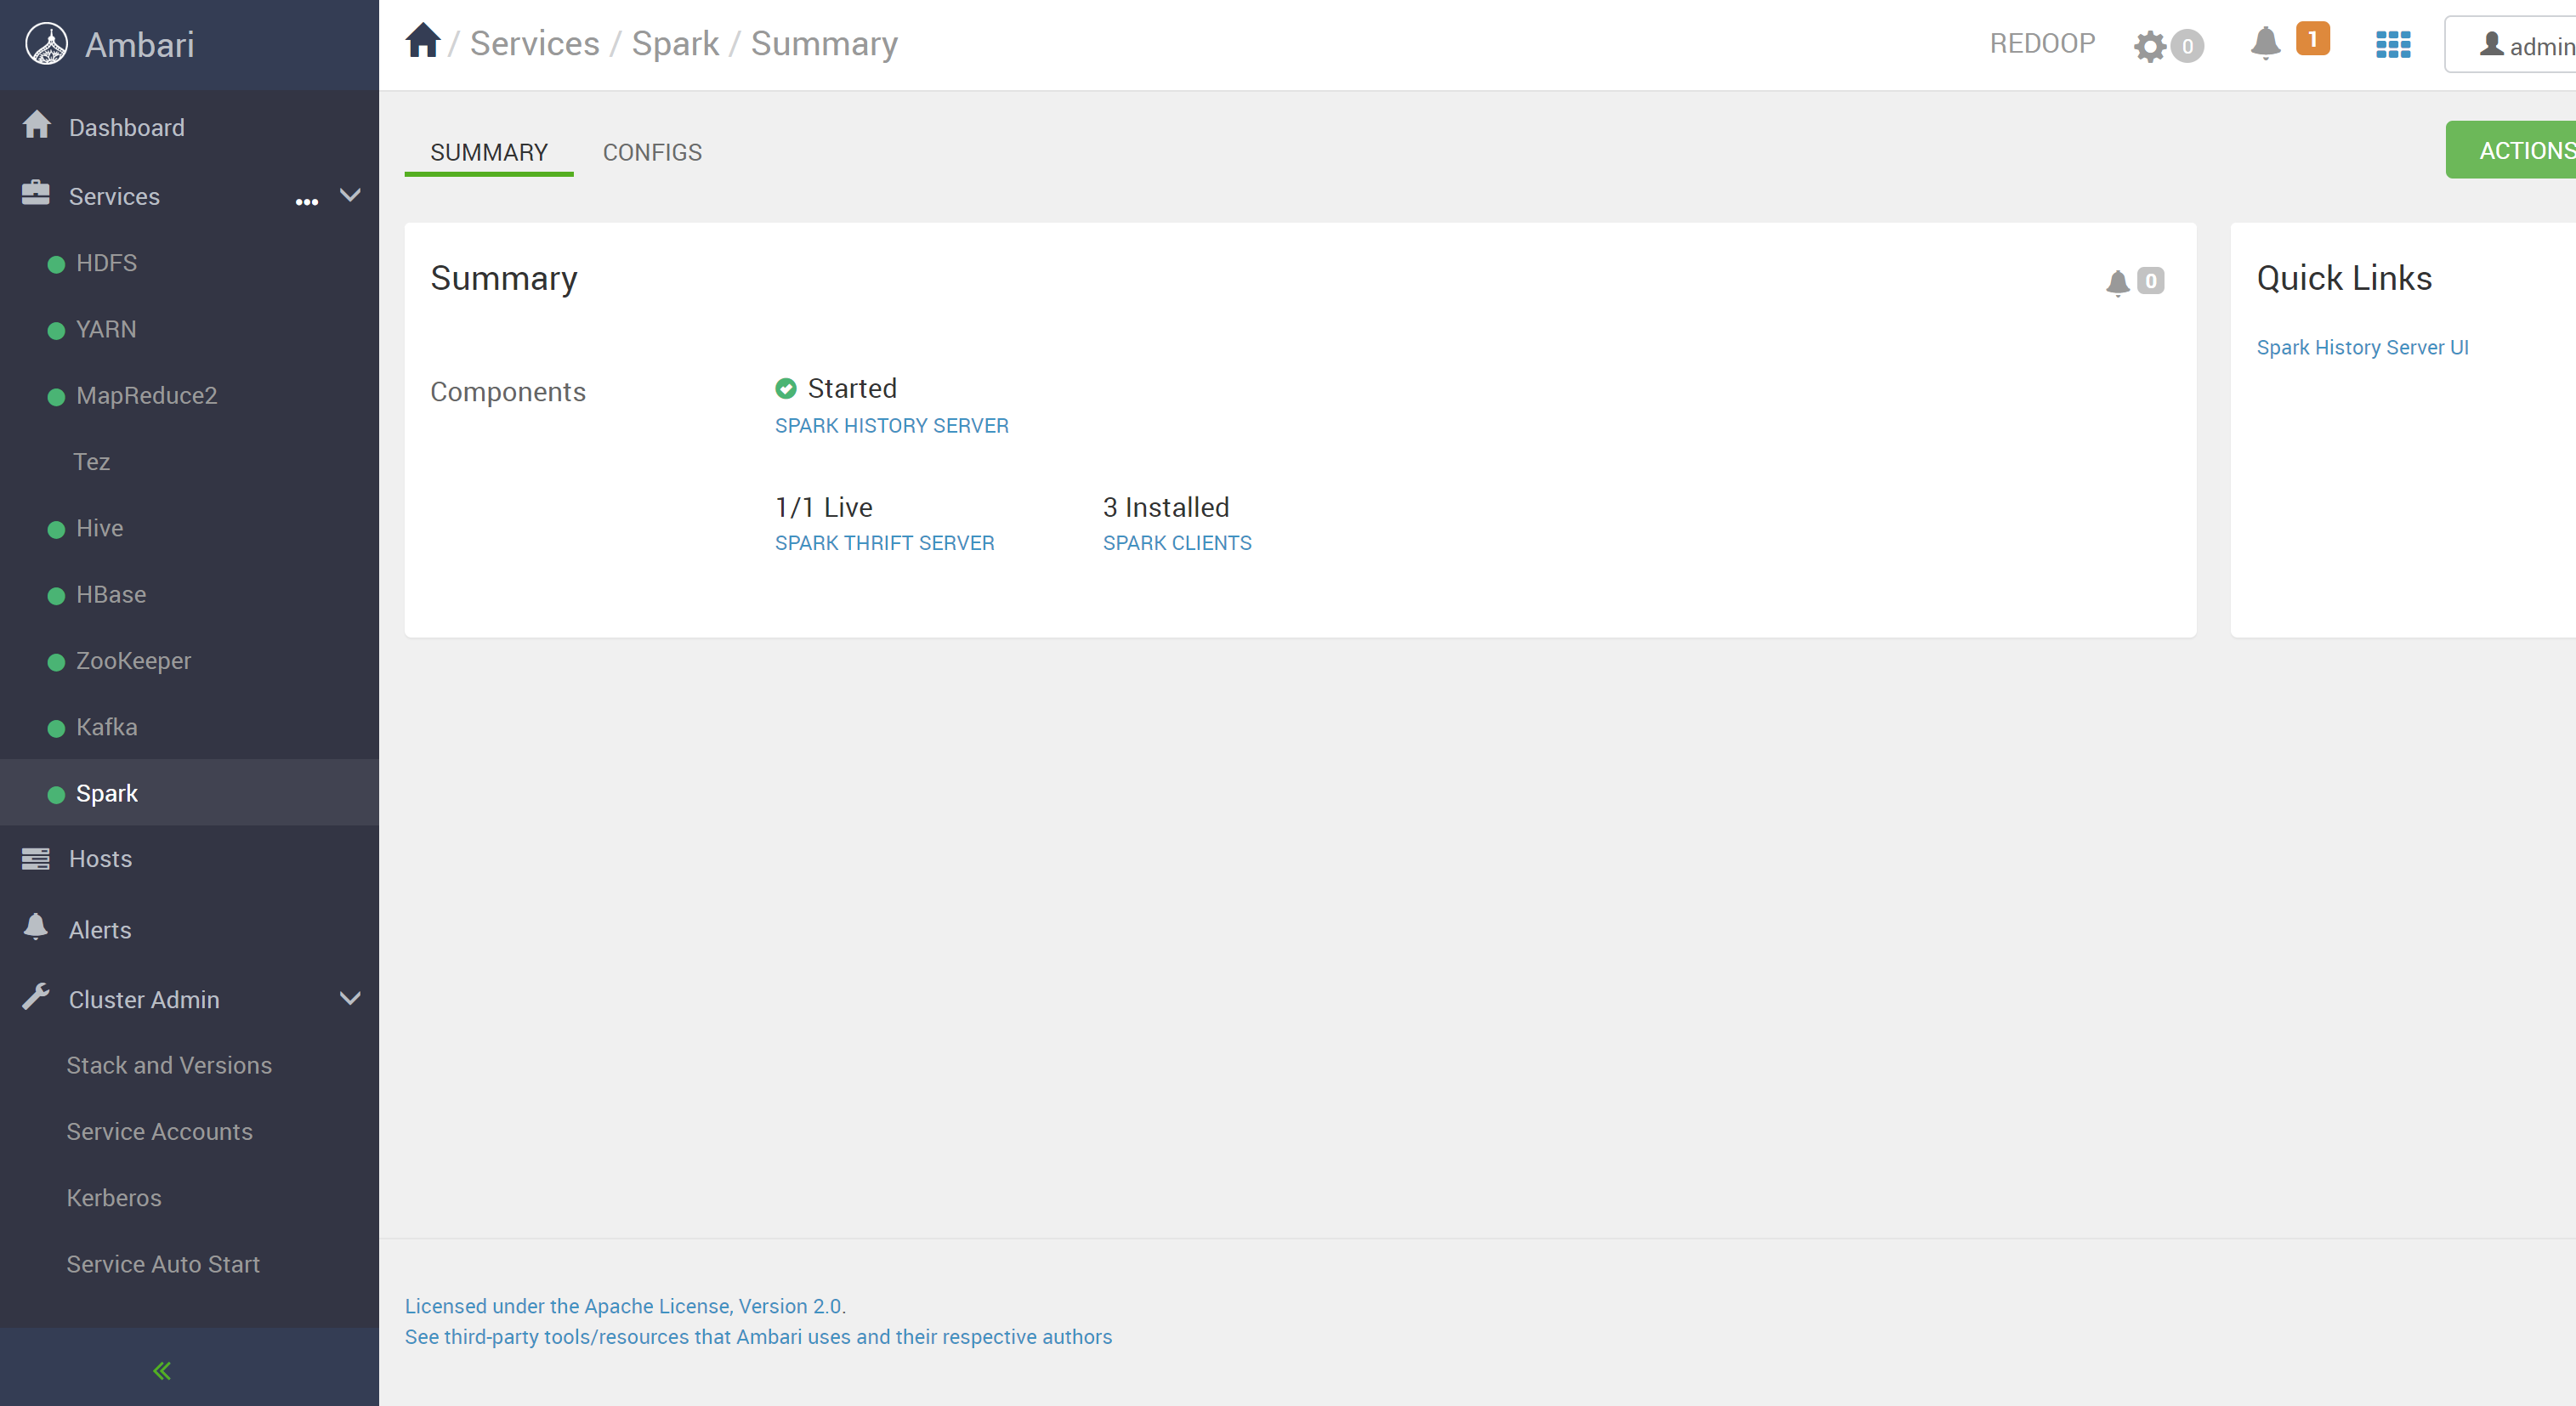 Ambari
/ Services / Spark / Summary
REDOOP
0
1
admin
Dashboard
Services
HDFS
YARN
MapReduce2
Tez
Hive
HBase
ZooKeeper
Kafka
Spark
Hosts
Alerts
Cluster Admin
Stack and Versions
Service Accounts
Kerberos
Service Auto Start
SUMMARY
CONFIGS
ACTIONS
Summary
0
Components
Started
SPARK HISTORY SERVER
1/1 Live
SPARK THRIFT SERVER
3 Installed
SPARK CLIENTS
Quick Links
Spark History Server UI
Licensed under the Apache License, Version 2.0.
See third-party tools/resources that Ambari uses and their respective authors